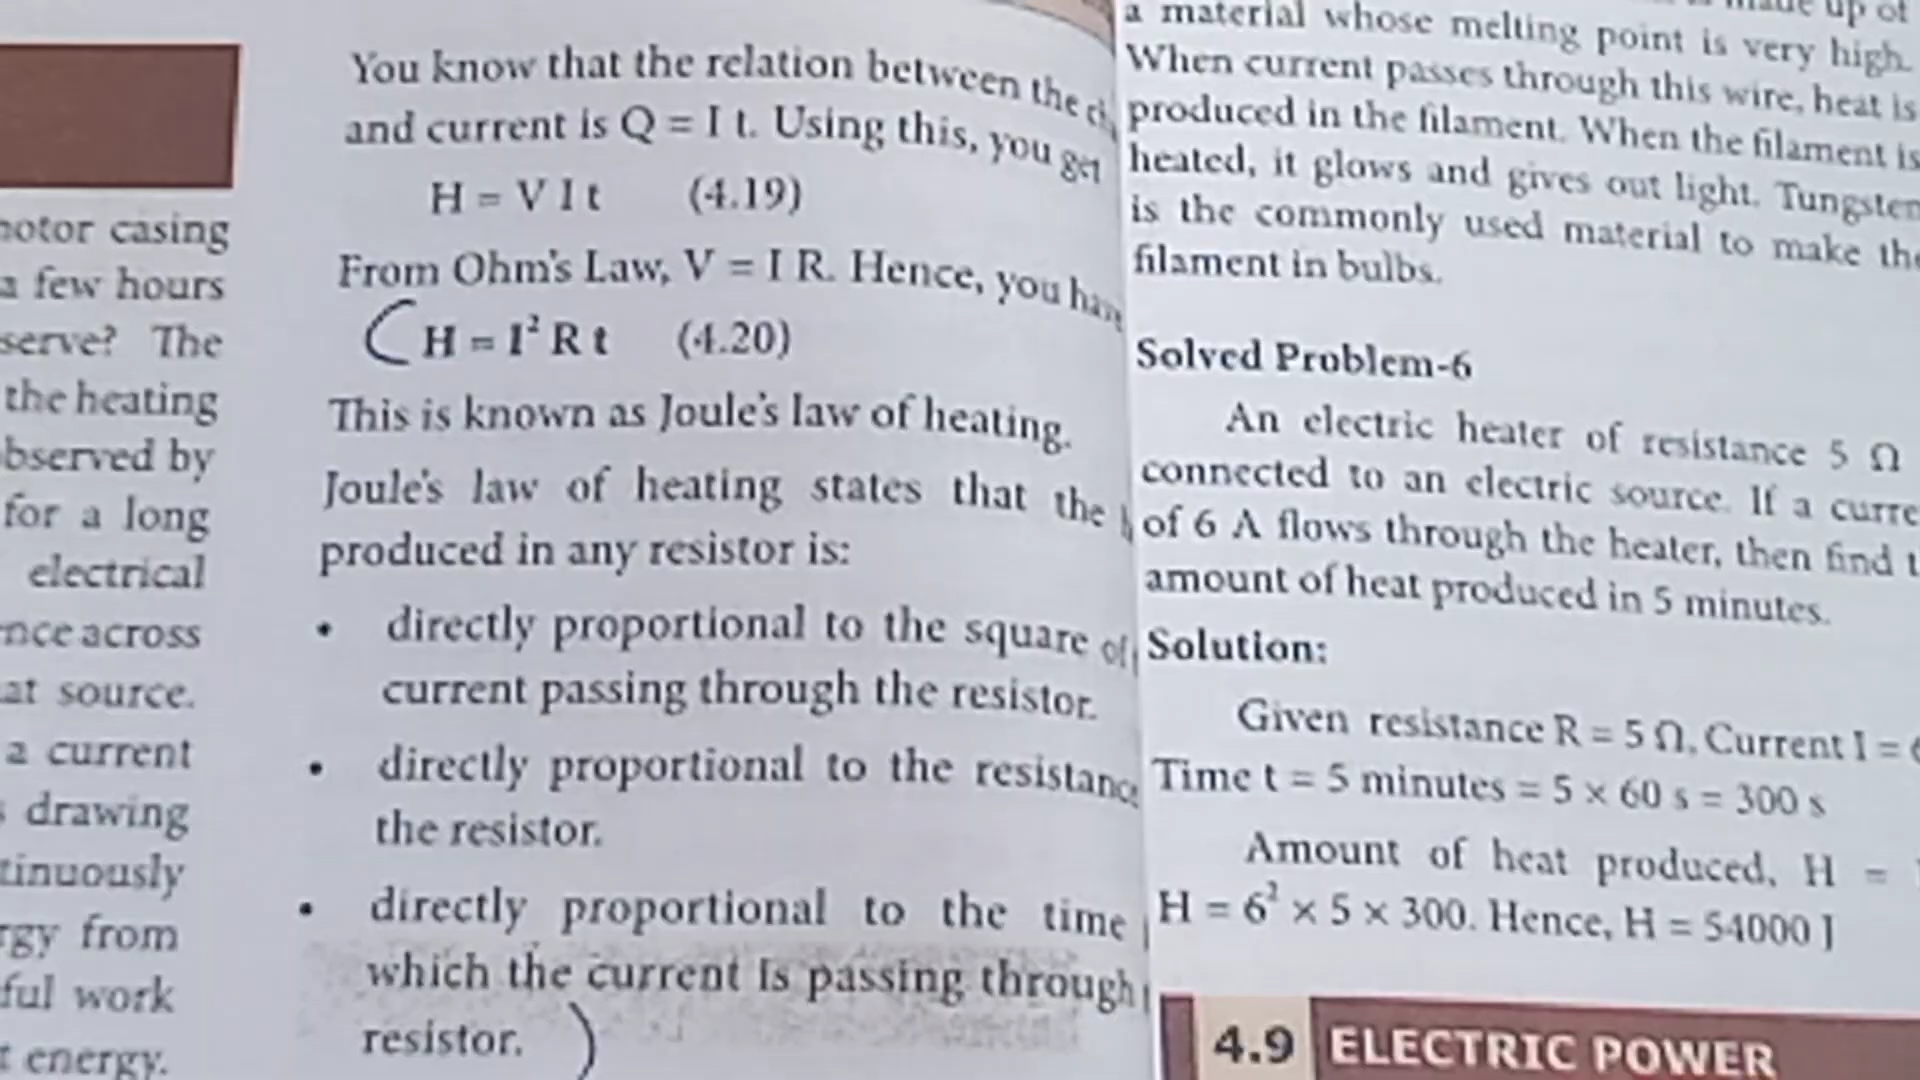 notor casing
a few hours
serve? The
the heating
bserved by
for a long
electrical
nce across
at source.
a current
drawing
tinuously
rgy from
ful work
energy.
You know that the relation between the
and current is Q = I t. Using this, you get
H = V I t (4.19)
From Ohm's Law, V = I R. Hence, you have
H = I² R t (4.20)
This is known as Joule's law of heating.
Joule's law of heating states that the
produced in any resistor is:
• directly proportional to the square of
current passing through the resistor.
• directly proportional to the resistance
the resistor.
• directly proportional to the time
which the current is passing through
resistor.
made up of
a material whose melting point is very high.
When current passes through this wire, heat is
produced in the filament. When the filament is
heated, it glows and gives out light. Tungsten
is the commonly used material to make the
filament in bulbs.
Solved Problem-6
An electric heater of resistance 5 Ω
connected to an electric source. If a curre
of 6 A flows through the heater, then find t
amount of heat produced in 5 minutes.
Solution:
Given resistance R = 5 Ω, Current I = 6
Time t = 5 minutes = 5 × 60 s = 300 s
Amount of heat produced, H =
H = 6² × 5 × 300. Hence, H = 54000 J
4.9 ELECTRIC POWER